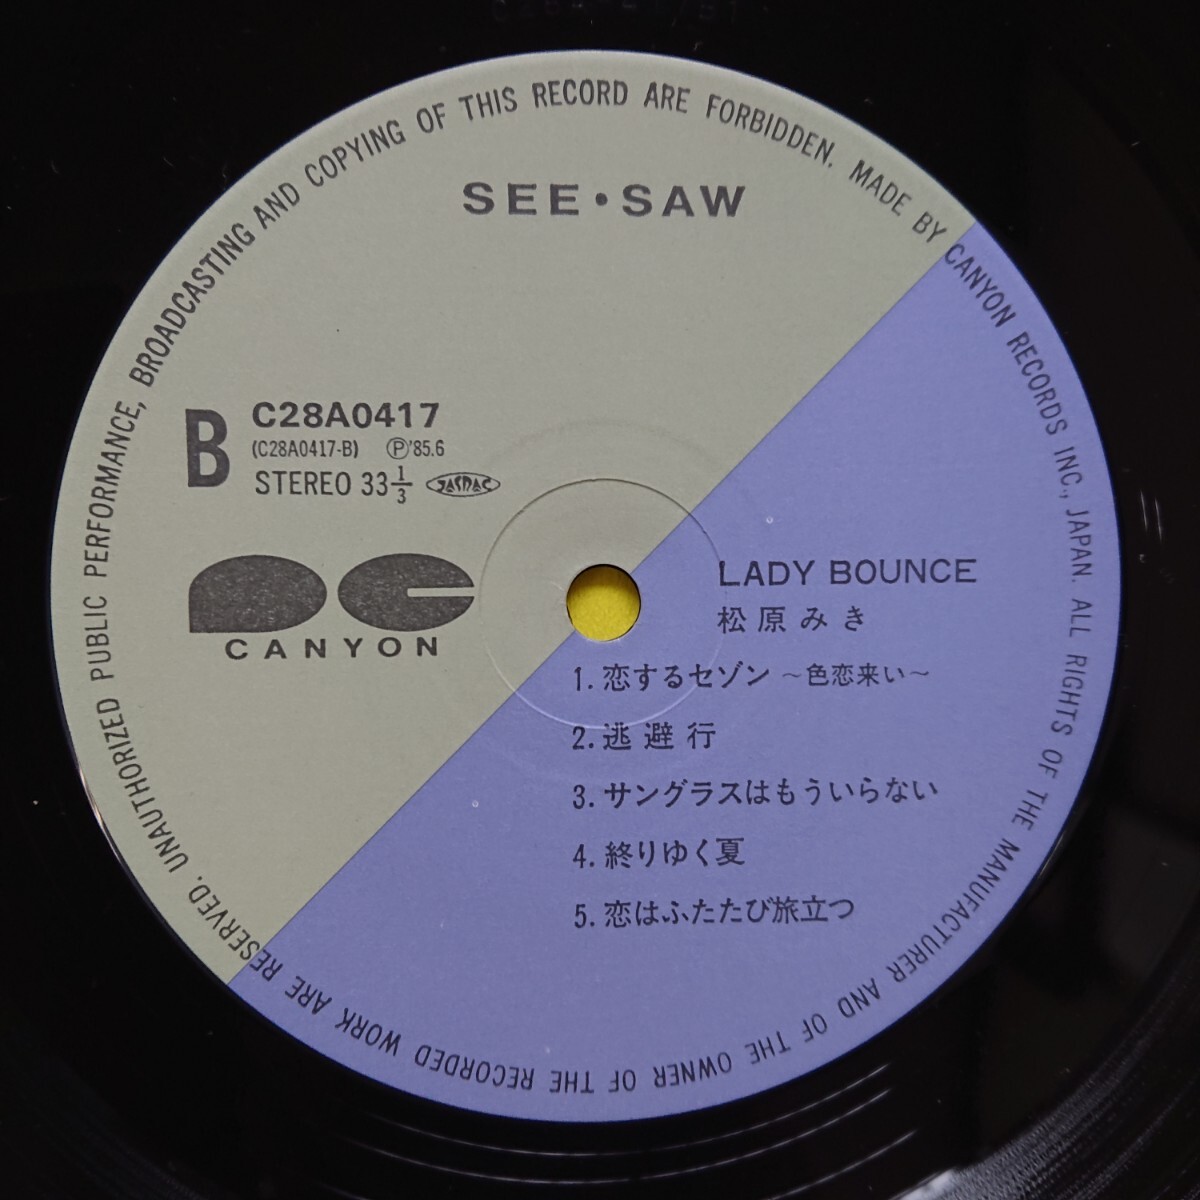 SEE・SAW
B
C28A0417
(C28A0417-B) Ⓟ'85.6
STEREO 33 1/3 JASRAC
CANYON
LADY BOUNCE
松原みき
1. 恋するセゾン ～色恋来い～
2. 逃避行
3. サングラスはもういらない
4. 終りゆく夏
5. 恋はふたたび旅立つ
MADE BY CANYON RECORDS INC., JAPAN. ALL RIGHTS OF THE MANUFACTURER AND OF THE OWNER OF THE RECORDED WORK ARE RESERVED. UNAUTHORIZED PUBLIC PERFORMANCE, BROADCASTING AND COPYING OF THIS RECORD ARE FORBIDDEN.